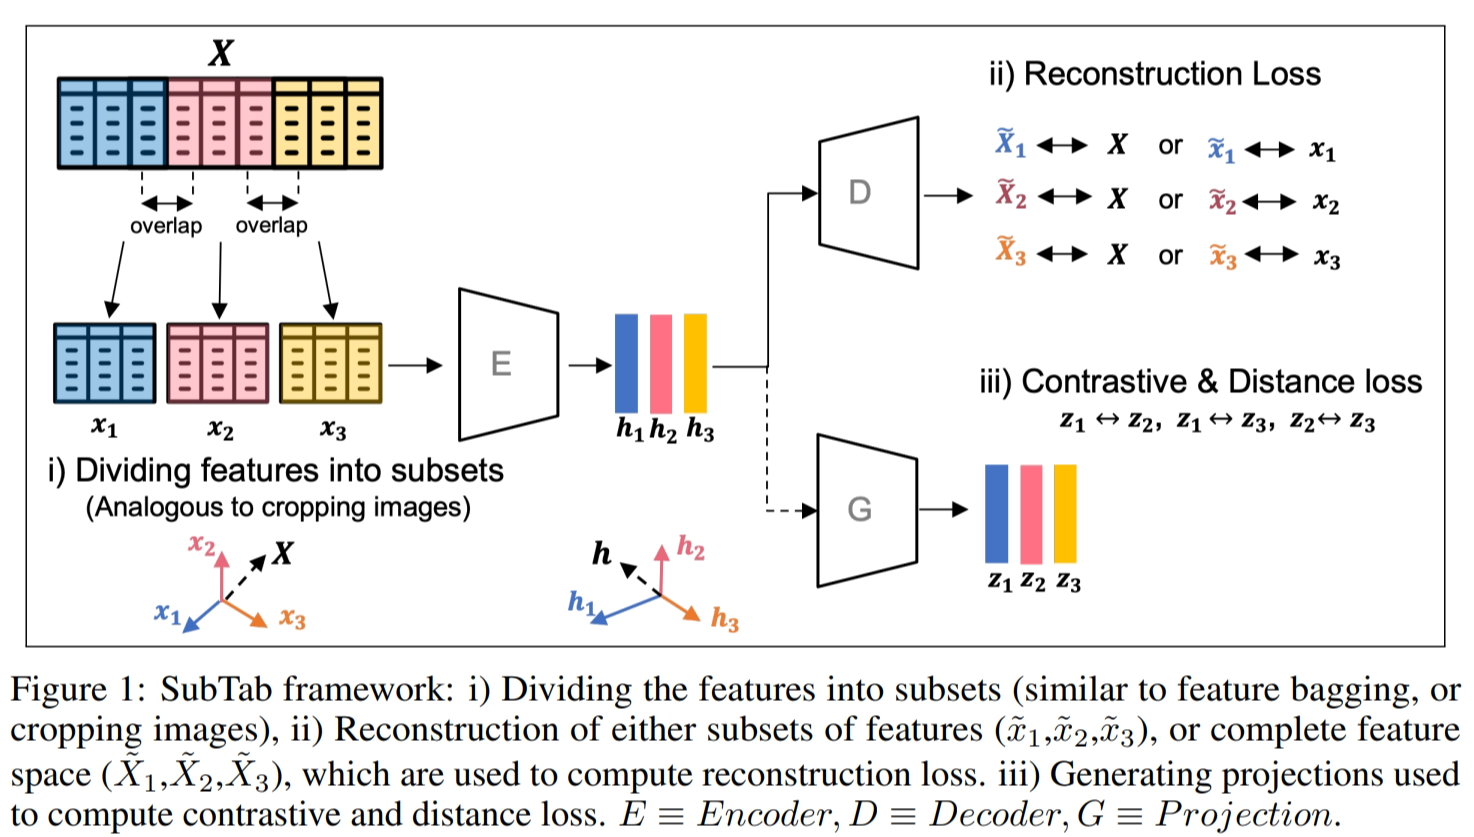 X
overlap overlap
x₁ x₂ x₃
i) Dividing features into subsets
(Analogous to cropping images)
x₂ X
x₁ x₃
E
h₁ h₂ h₃
h h₂
h₁ h₃
D
G
ii) Reconstruction Loss
X̃₁ ↔ X or x̃₁ ↔ x₁
X̃₂ ↔ X or x̃₂ ↔ x₂
X̃₃ ↔ X or x̃₃ ↔ x₃
iii) Contrastive & Distance loss
z₁ ↔ z₂, z₁ ↔ z₃, z₂ ↔ z₃
z₁ z₂ z₃
Figure 1: SubTab framework: i) Dividing the features into subsets (similar to feature bagging, or
cropping images), ii) Reconstruction of either subsets of features (x̃₁,x̃₂,x̃₃), or complete feature
space (X̃₁,X̃₂,X̃₃), which are used to compute reconstruction loss. iii) Generating projections used
to compute contrastive and distance loss. E ≡ Encoder, D ≡ Decoder, G ≡ Projection.